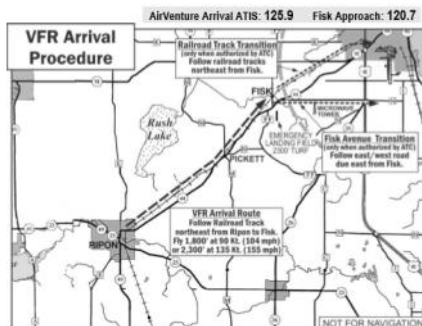 AirVenture Arrival ATIS: 125.9 Fisk Approach: 120.7
VFR Arrival
Procedure
Railroad Track Transition
(only when authorized by ATC)
Follow railroad tracks
northeast from Fisk.
FISK
MICROWAVE
TOWER
Rush
Lake
EMERGENCY
LANDING FIELD
2300' TURF
Fisk Avenue Transition
(only when authorized by ATC)
Follow east/west road
due east from Fisk.
PICKETT
VFR Arrival Route
Follow Railroad Track
northeast from Ripon to Fisk.
Fly 1,800' at 90 Kt. (104 mph)
or 2,300' at 135 Kt. (155 mph)
RIPON
NOT FOR NAVIGATION